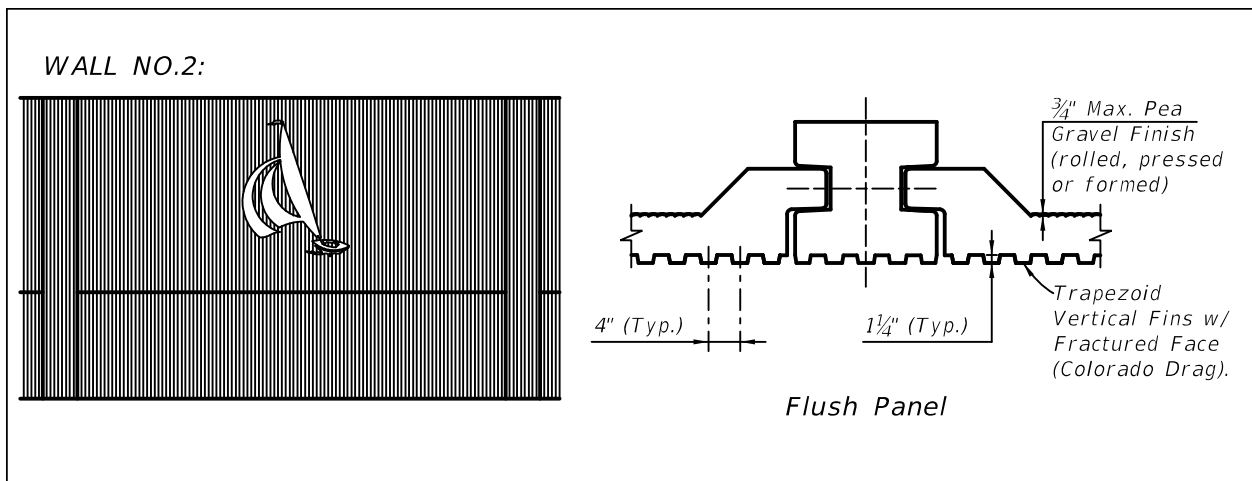 WALL NO.2:
¾" Max. Pea
Gravel Finish
(rolled, pressed
or formed)
4" (Typ.)
1¼" (Typ.)
Trapezoid
Vertical Fins w/
Fractured Face
(Colorado Drag).
Flush Panel